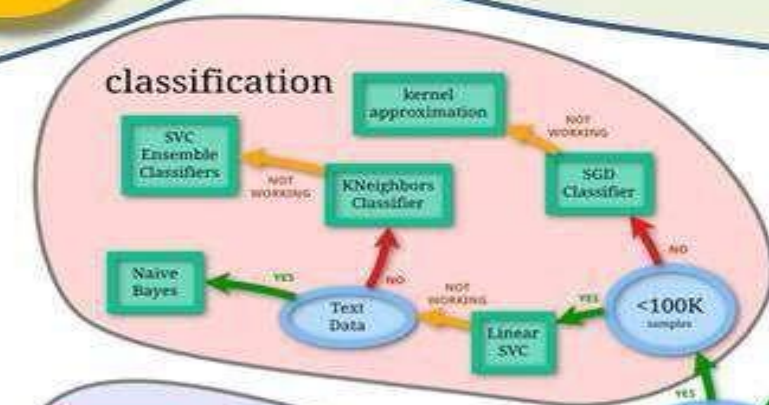 classification
kernel
approximation
NOT
WORKING
SVC
Ensemble
Classifiers
NOT
WORKING
KNeighbors
Classifier
SGD
Classifier
NO
Naive
Bayes
YES
NO
Text
Data
NOT
WORKING
Linear
SVC
YES
<100K
samples
YES